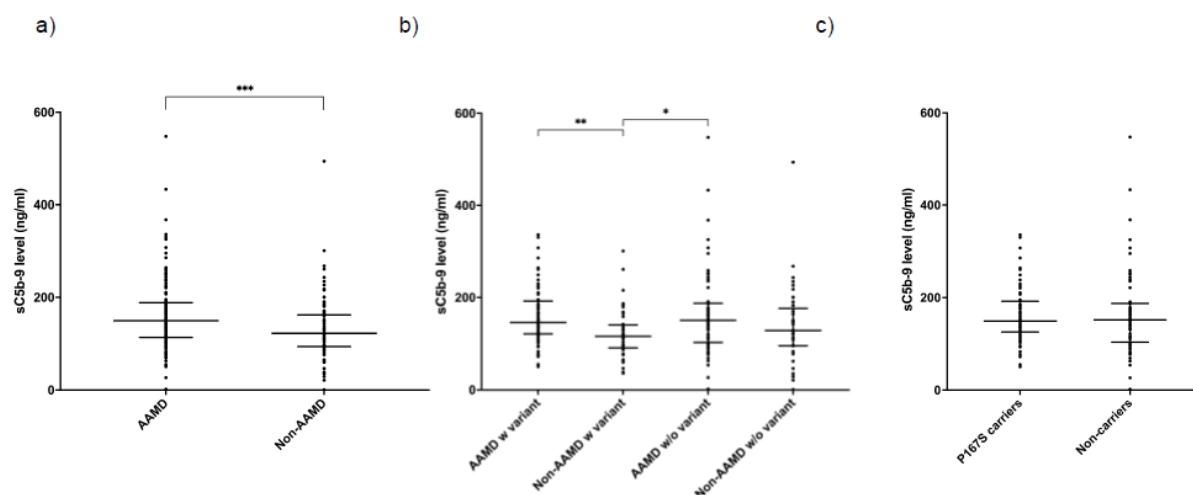 a)
b)
c)
***
600
400
200
0
sC5b-9 level (ng/ml)
AAMD
Non-AAMD
**
*
600
400
200
0
sC5b-9 level (ng/ml)
AAMD w variant
Non-AAMD w variant
AAMD w/o variant
Non-AAMD w/o variant
600
400
200
0
sC5b-9 level (ng/ml)
P167S carriers
Non-carriers